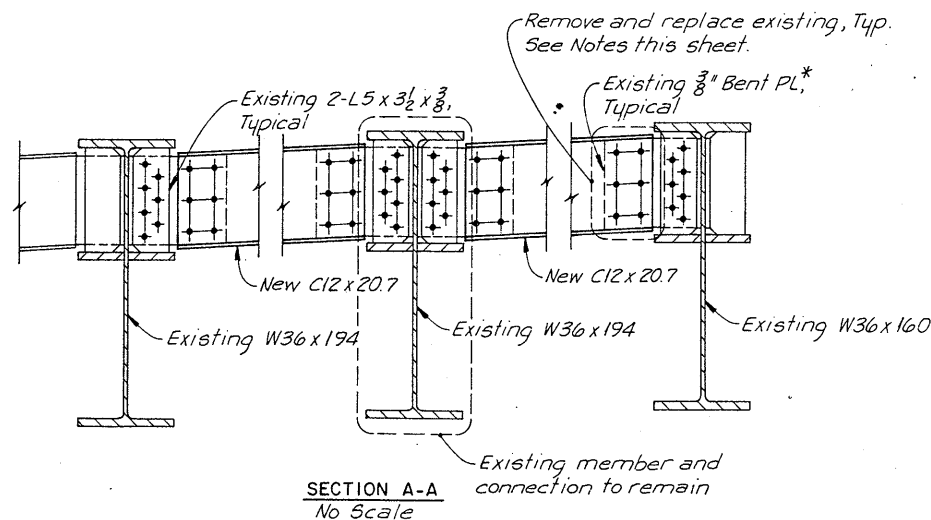 Remove and replace existing, Typ.
See Notes this sheet.
Existing 3/8" Bent PL,*
Typical
Existing 2-L5 x 3 1/2 x 3/8,
Typical
New C12 x 20.7
New C12 x 20.7
Existing W36 x 194
Existing W36 x 194
Existing W36 x 160
Existing member and
connection to remain
SECTION A-A
No Scale